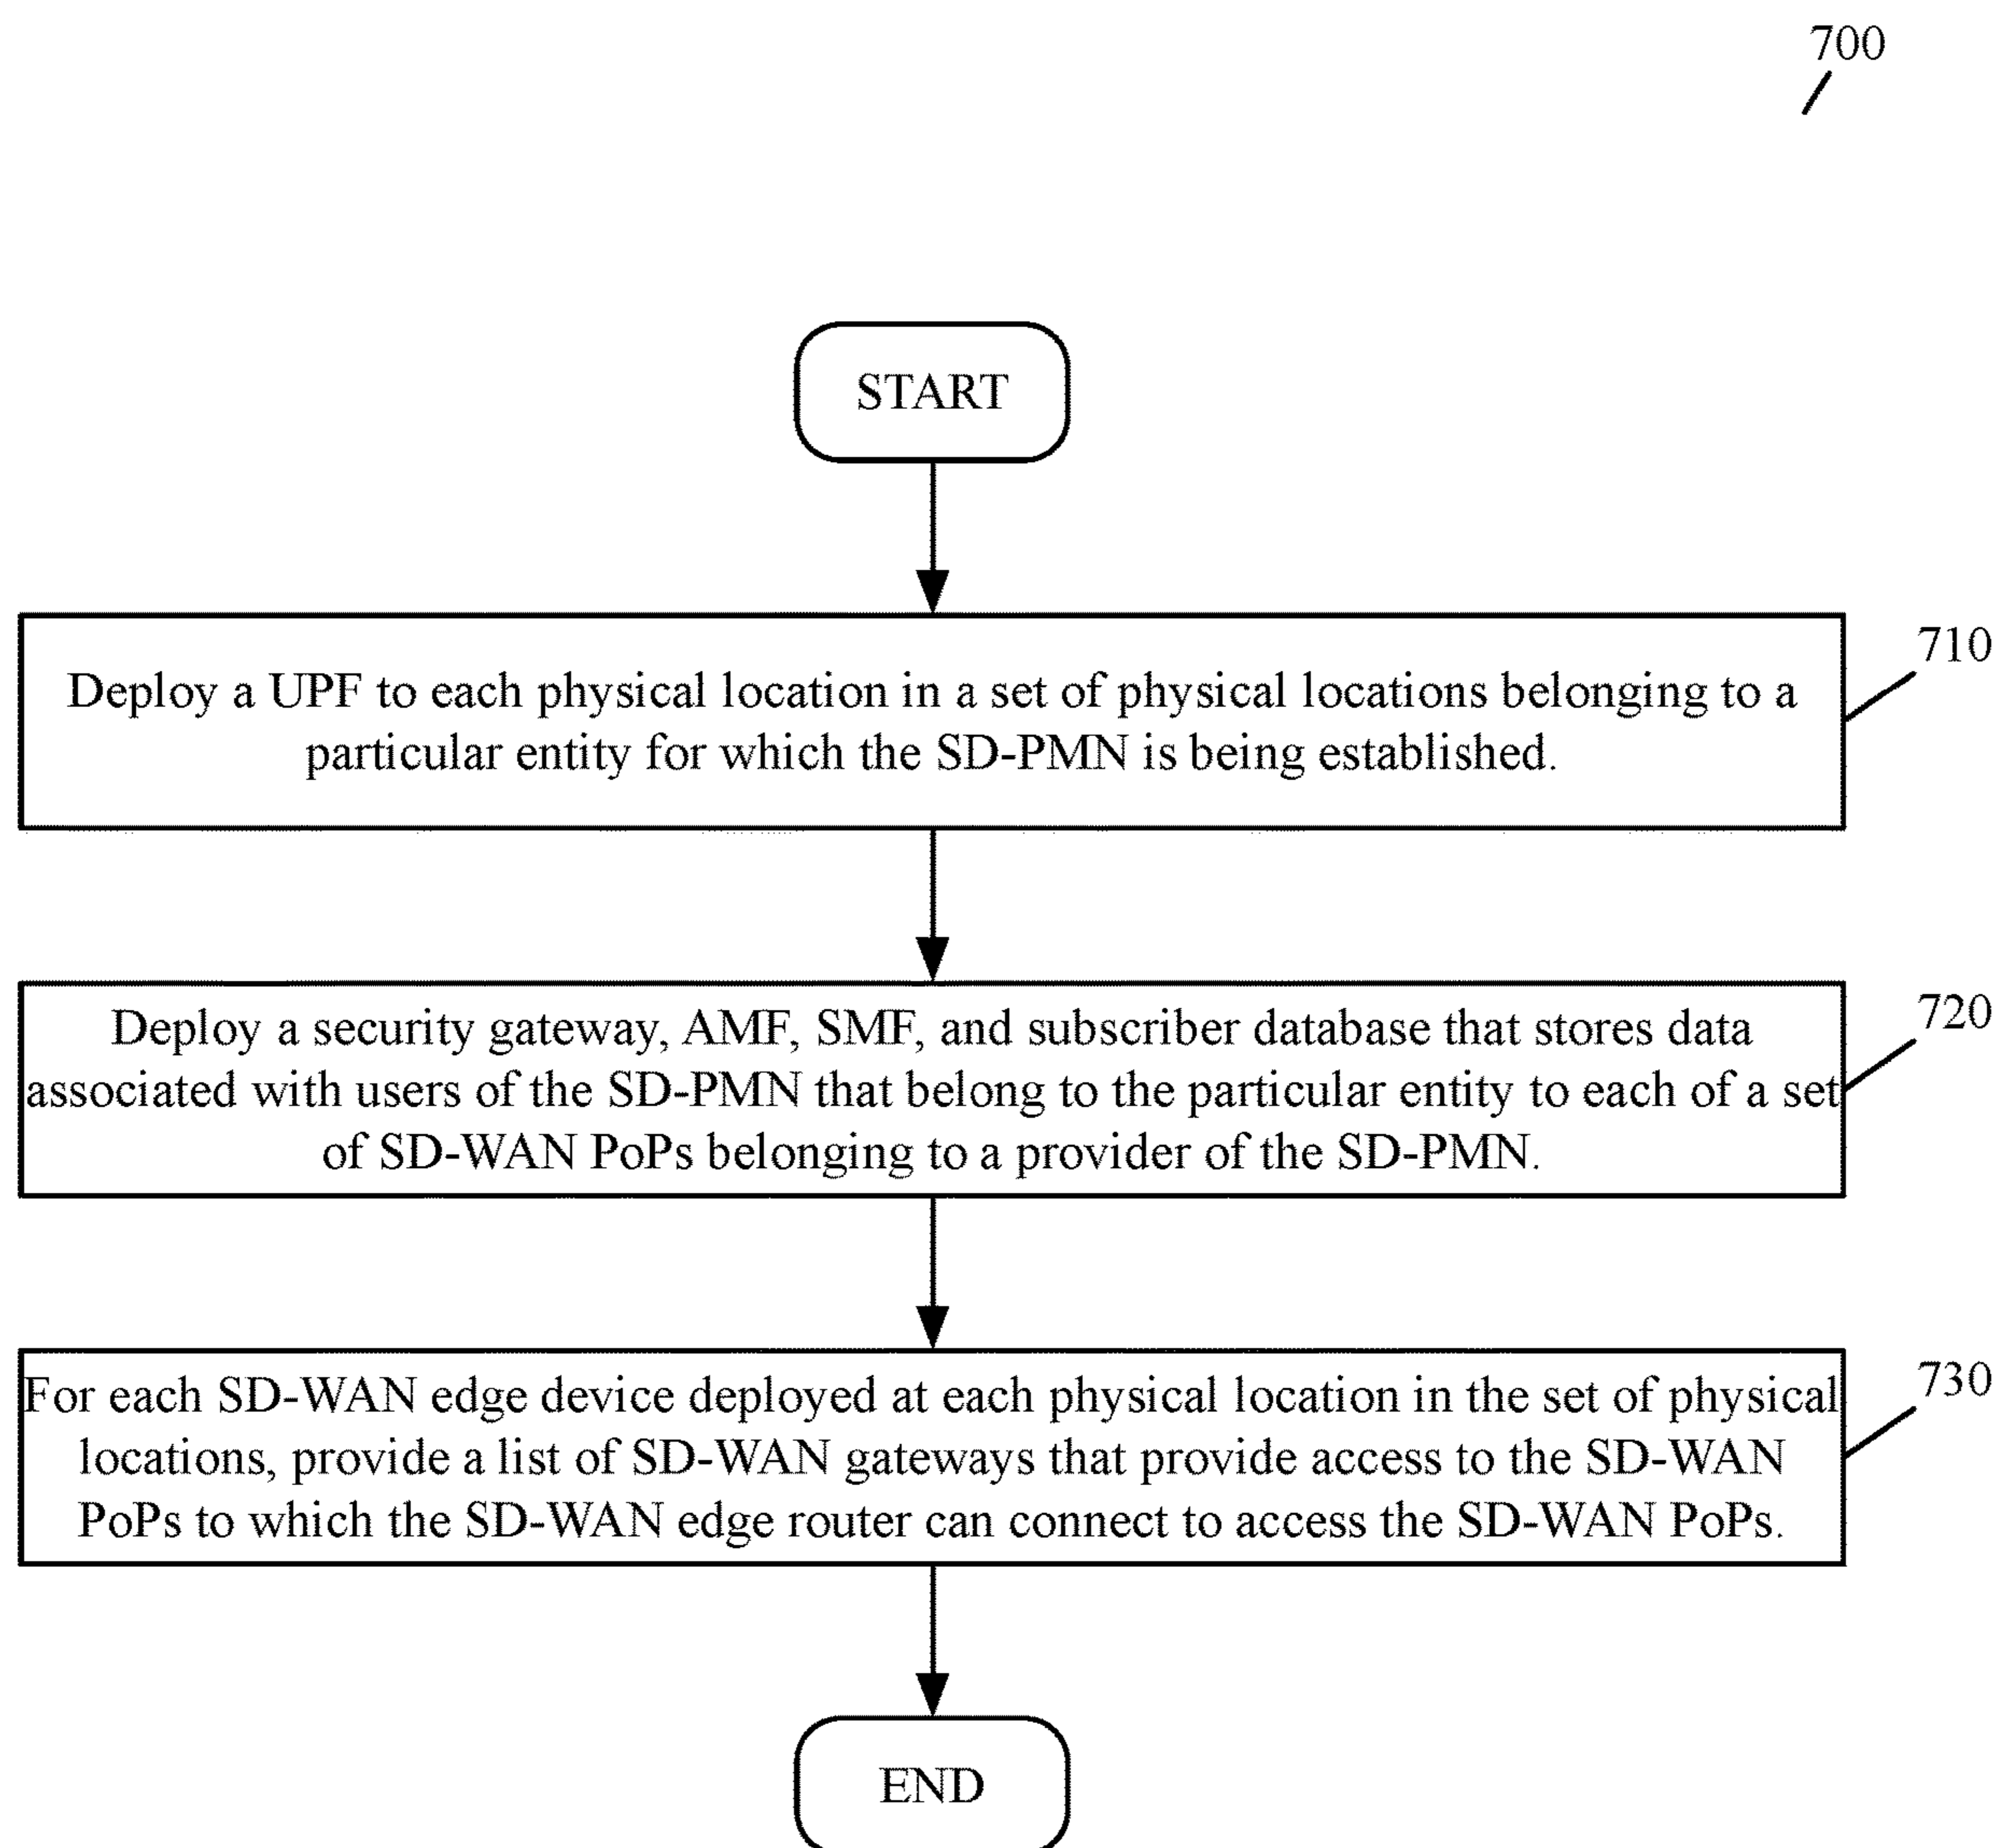 700
START
710
Deploy a UPF to each physical location in a set of physical locations belonging to a
particular entity for which the SD-PMN is being established.
720
Deploy a security gateway, AMF, SMF, and subscriber database that stores data
associated with users of the SD-PMN that belong to the particular entity to each of a set
of SD-WAN PoPs belonging to a provider of the SD-PMN.
730
For each SD-WAN edge device deployed at each physical location in the set of physical
locations, provide a list of SD-WAN gateways that provide access to the SD-WAN
PoPs to which the SD-WAN edge router can connect to access the SD-WAN PoPs.
END